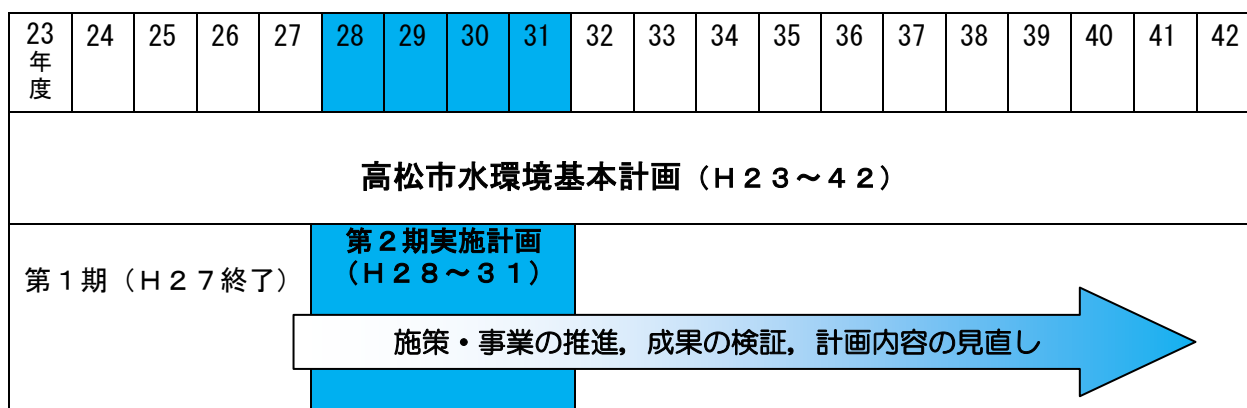 23年度 24 25 26 27 28 29 30 31 32 33 34 35 36 37 38 39 40 41 42
高松市水環境基本計画（Ｈ２３～４２）
第２期実施計画
（Ｈ２８～３１）
第１期（Ｈ２７終了）
施策・事業の推進，成果の検証，計画内容の見直し